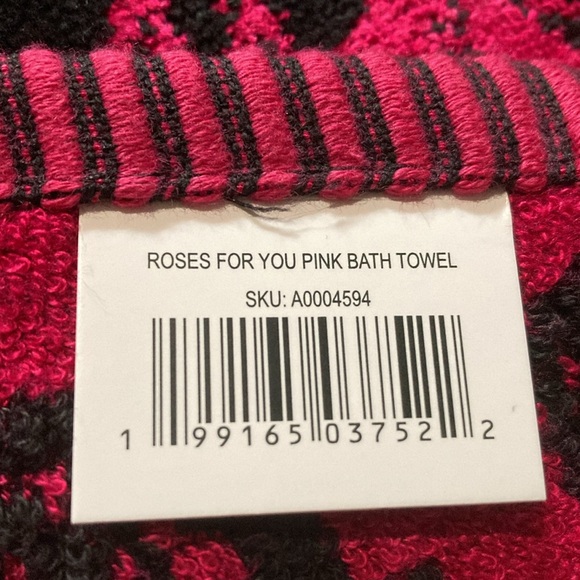 ROSES FOR YOU PINK BATH TOWEL
SKU: A0004594
1 99165 03752 2